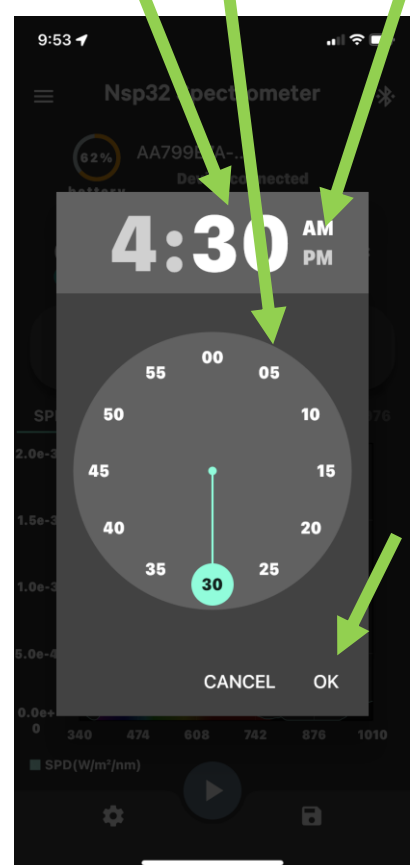 9:53
Nsp32 Spectrometer
62%
AA799
battery
connected
4:30 AM
PM
00
55 05
50 10
45 15
40 20
35 25
30
SP
2.0e-3
1.5e-3
1.0e-3
5.0e-4
0.0e+
0
CANCEL OK
340 474 608 742 876 1010
SPD(W/m²/nm)